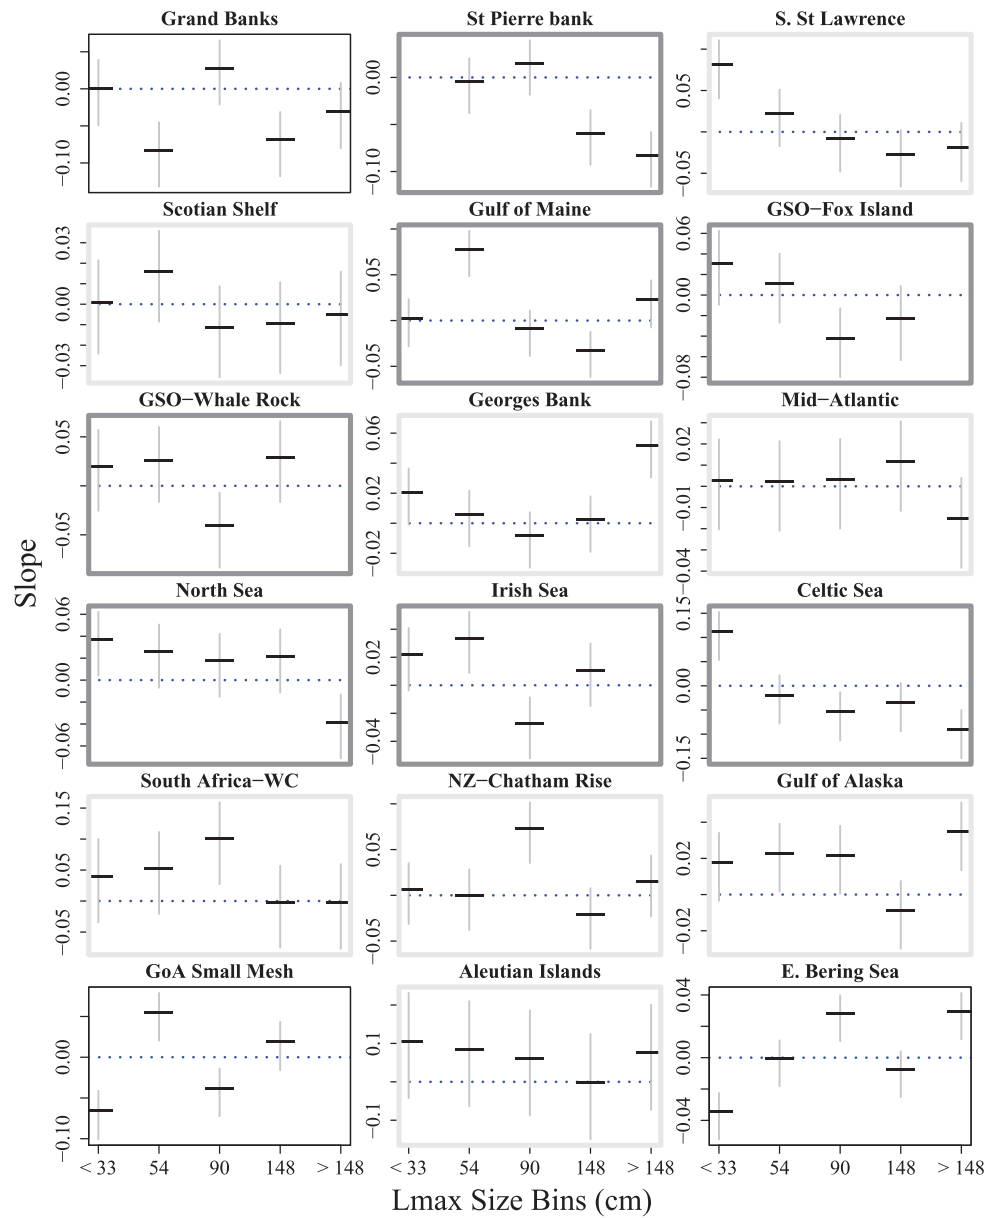 Grand Banks St Pierre bank S. St Lawrence
0.00 0.00 0.05
−0.10 −0.10 −0.05
Scotian Shelf Gulf of Maine GSO−Fox Island
0.03 0.05 0.06
0.00 −0.05 0.00
−0.03 −0.08
GSO−Whale Rock Georges Bank Mid−Atlantic
0.05 0.06 0.02
−0.05 0.02 −0.01
−0.02 −0.04
Slope
North Sea Irish Sea Celtic Sea
0.06 0.02 0.15
0.00 −0.04 0.00
−0.06 −0.15
South Africa−WC NZ−Chatham Rise Gulf of Alaska
0.15 0.05 0.02
0.05 −0.05 −0.02
−0.05
GoA Small Mesh Aleutian Islands E. Bering Sea
0.00 0.1 0.04
−0.10 −0.1 0.00
−0.04
< 33 54 90 148 > 148 < 33 54 90 148 > 148 < 33 54 90 148 > 148
Lmax Size Bins (cm)